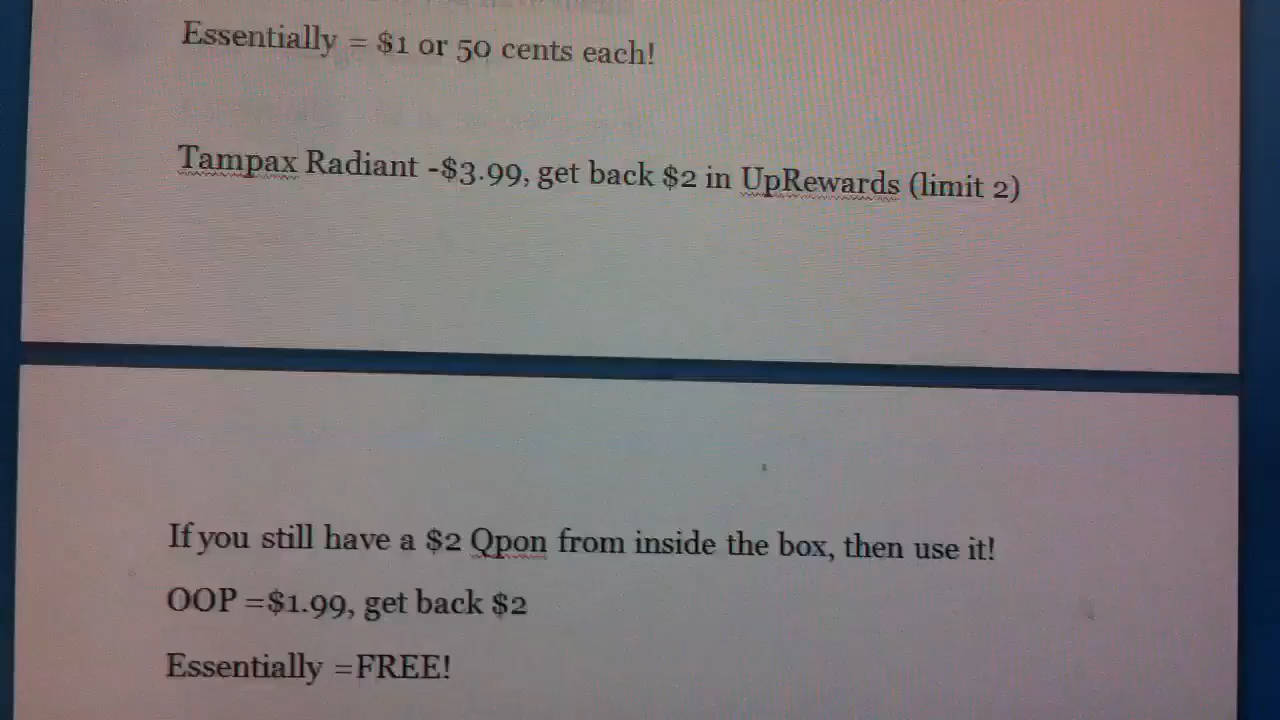 Essentially = $1 or 50 cents each!
Tampax Radiant -$3.99, get back $2 in UpRewards (limit 2)
If you still have a $2 Qpon from inside the box, then use it!
OOP =$1.99, get back $2
Essentially =FREE!